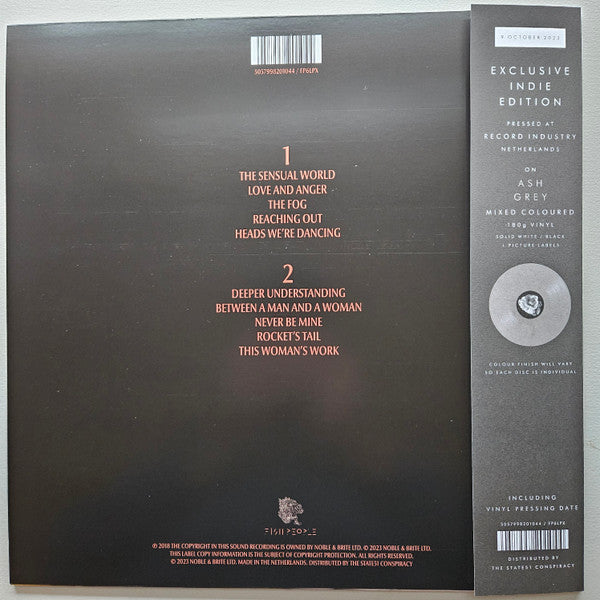 5057998201044 / FP6LPX
1
THE SENSUAL WORLD
LOVE AND ANGER
THE FOG
REACHING OUT
HEADS WE'RE DANCING
2
DEEPER UNDERSTANDING
BETWEEN A MAN AND A WOMAN
NEVER BE MINE
ROCKET'S TAIL
THIS WOMAN'S WORK
FISH PEOPLE
℗ 2018 THE COPYRIGHT IN THIS SOUND RECORDING IS OWNED BY NOBLE & BRITE LTD. © 2023 NOBLE & BRITE LTD.
THIS LABEL COPY INFORMATION IS THE SUBJECT OF COPYRIGHT PROTECTION. ALL RIGHTS RESERVED.
© 2023 NOBLE & BRITE LTD. MADE IN THE NETHERLANDS. DISTRIBUTED BY THE STATE51 CONSPIRACY
9 OCTOBER 2023
EXCLUSIVE
INDIE
EDITION
PRESSED AT
RECORD INDUSTRY
NETHERLANDS
ON
ASH
GREY
MIXED COLOURED
180g VINYL
SOLID WHITE / BLACK
PICTURE LABELS
COLOUR FINISH WILL VARY
SO EACH DISC IS INDIVIDUAL
INCLUDING
VINYL PRESSING DATE
5057998201044 / FP6LPX
DISTRIBUTED BY
THE STATE51 CONSPIRACY